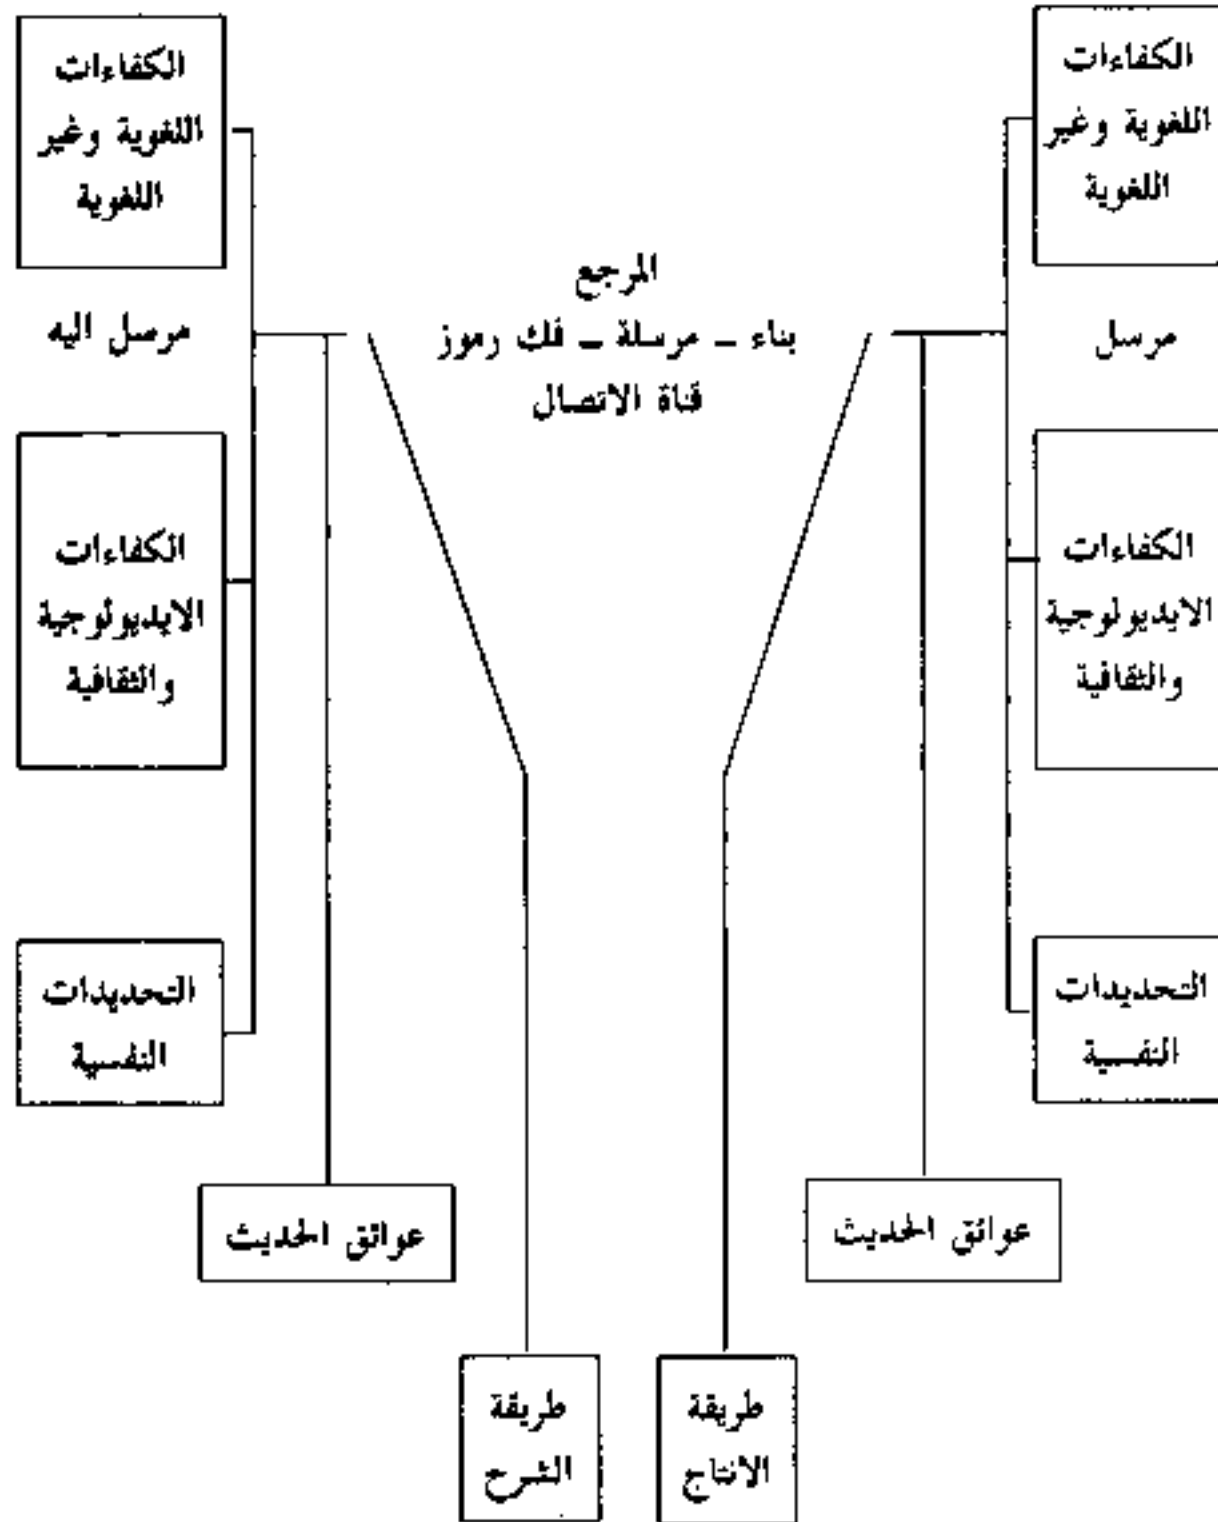 الكفاءات
اللغوية وغير
اللغوية
مرسل
الكفاءات
الايديولوجية
والثقافية
التحديدات
النفسية
عوائق الحديث
المرجع
بناء – مرسلة – فك رموز
قناة الاتصال
طريقة
الانتاج
طريقة
الشرح
الكفاءات
اللغوية وغير
اللغوية
مرسل اليه
الكفاءات
الايديولوجية
والثقافية
التحديدات
النفسية
عوائق الحديث